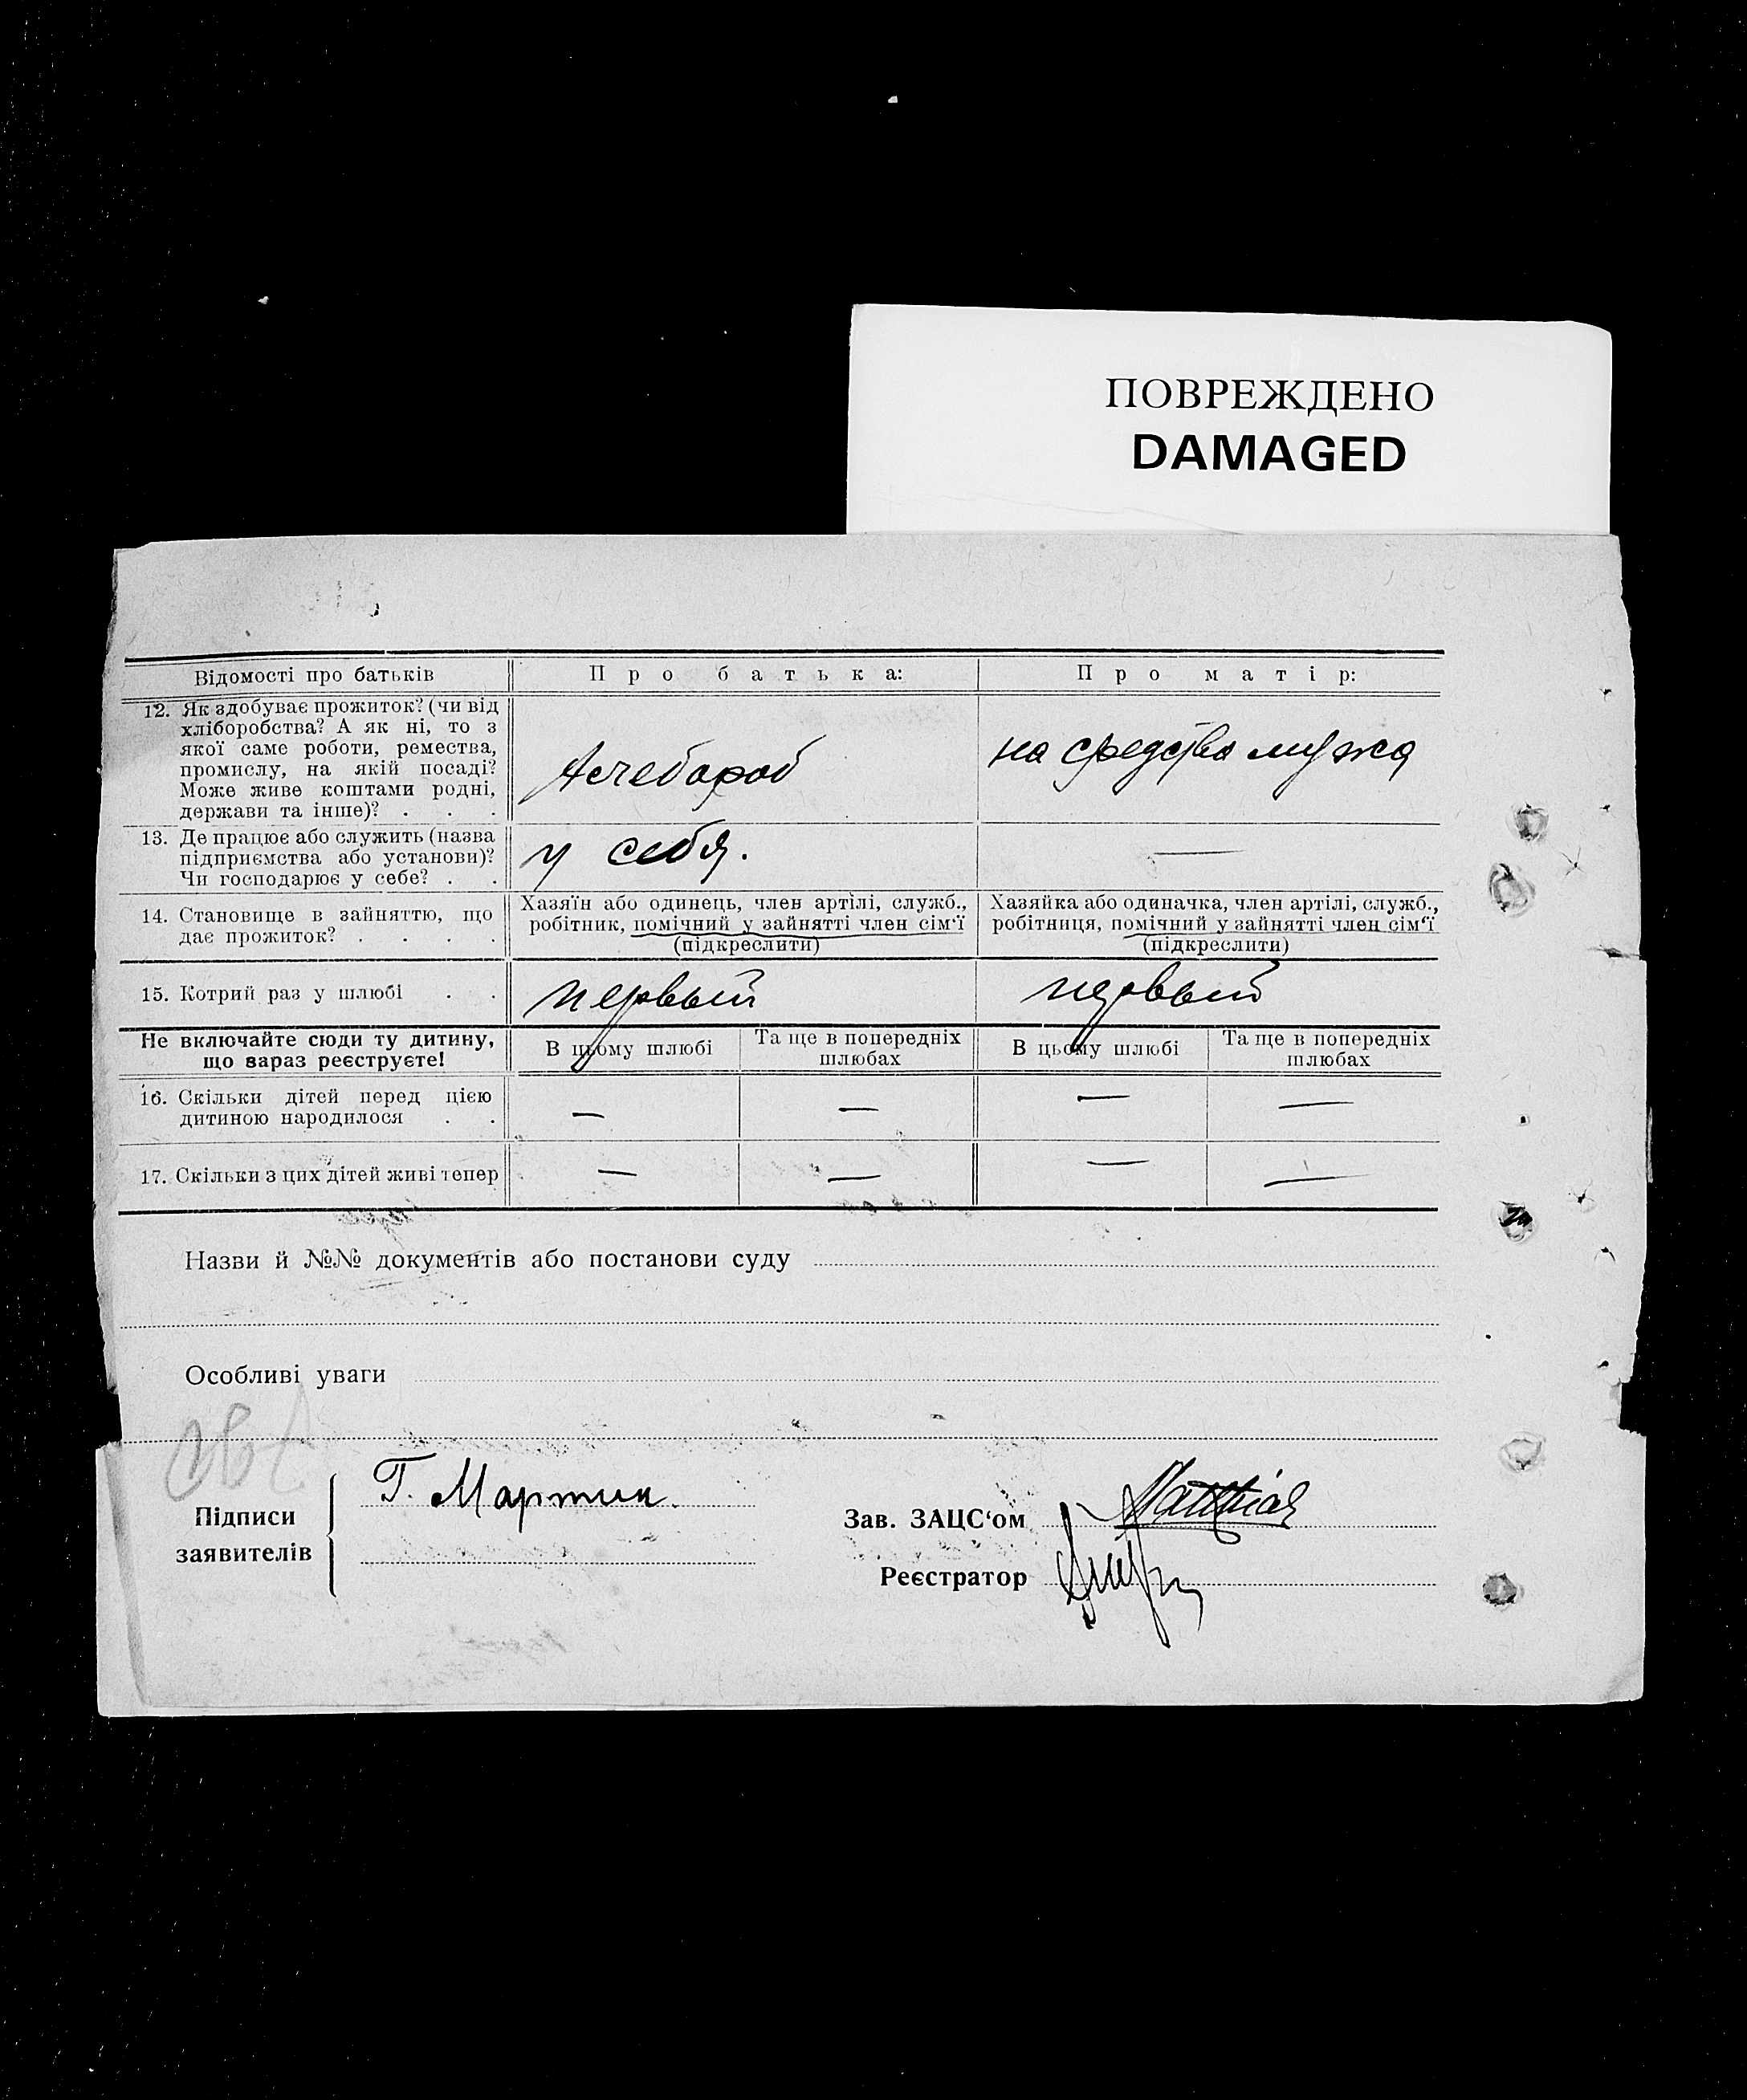 ПОВРЕЖДЕНО
DAMAGED
Відомості про батьків
Про батька:
Про матір:
12. Як здобуває прожиток? (чи від
хліборобства? А як ні, то з
якої саме роботи, ремества,
промислу, на якій посаді?
Може живе коштами родні,
держави та інше)? . . .
на средства мужа
13. Де працює або служить (назва
підприємства або установи)?
Чи господарює у себе? . .
у себя.
—
14. Становище в зайняттю, що
дає прожиток? . . . .
Хазяїн або одинець, член артілі, служб.,
робітник, помічний у зайнятті член сім'ї
(підкреслити)
Хазяйка або одиначка, член артілі, служб.,
робітниця, помічний у зайнятті член сім'ї
(підкреслити)
15. Котрий раз у шлюбі . .
первый
первый
Не включайте сюди ту дитину,
що зараз реєструєте!
В цьому шлюбі
Та ще в попередніх
шлюбах
В цьому шлюбі
Та ще в попередніх
шлюбах
16. Скільки дітей перед цією
дитиною народилося . .
— — — —
17. Скільки з цих дітей живі тепер
— — — —
Назви й №№ документів або постанови суду
Особливі уваги
Підписи
заявителів
Г. Мартин.
Зав. ЗАЦС'ом
Matthias
Реєстратор